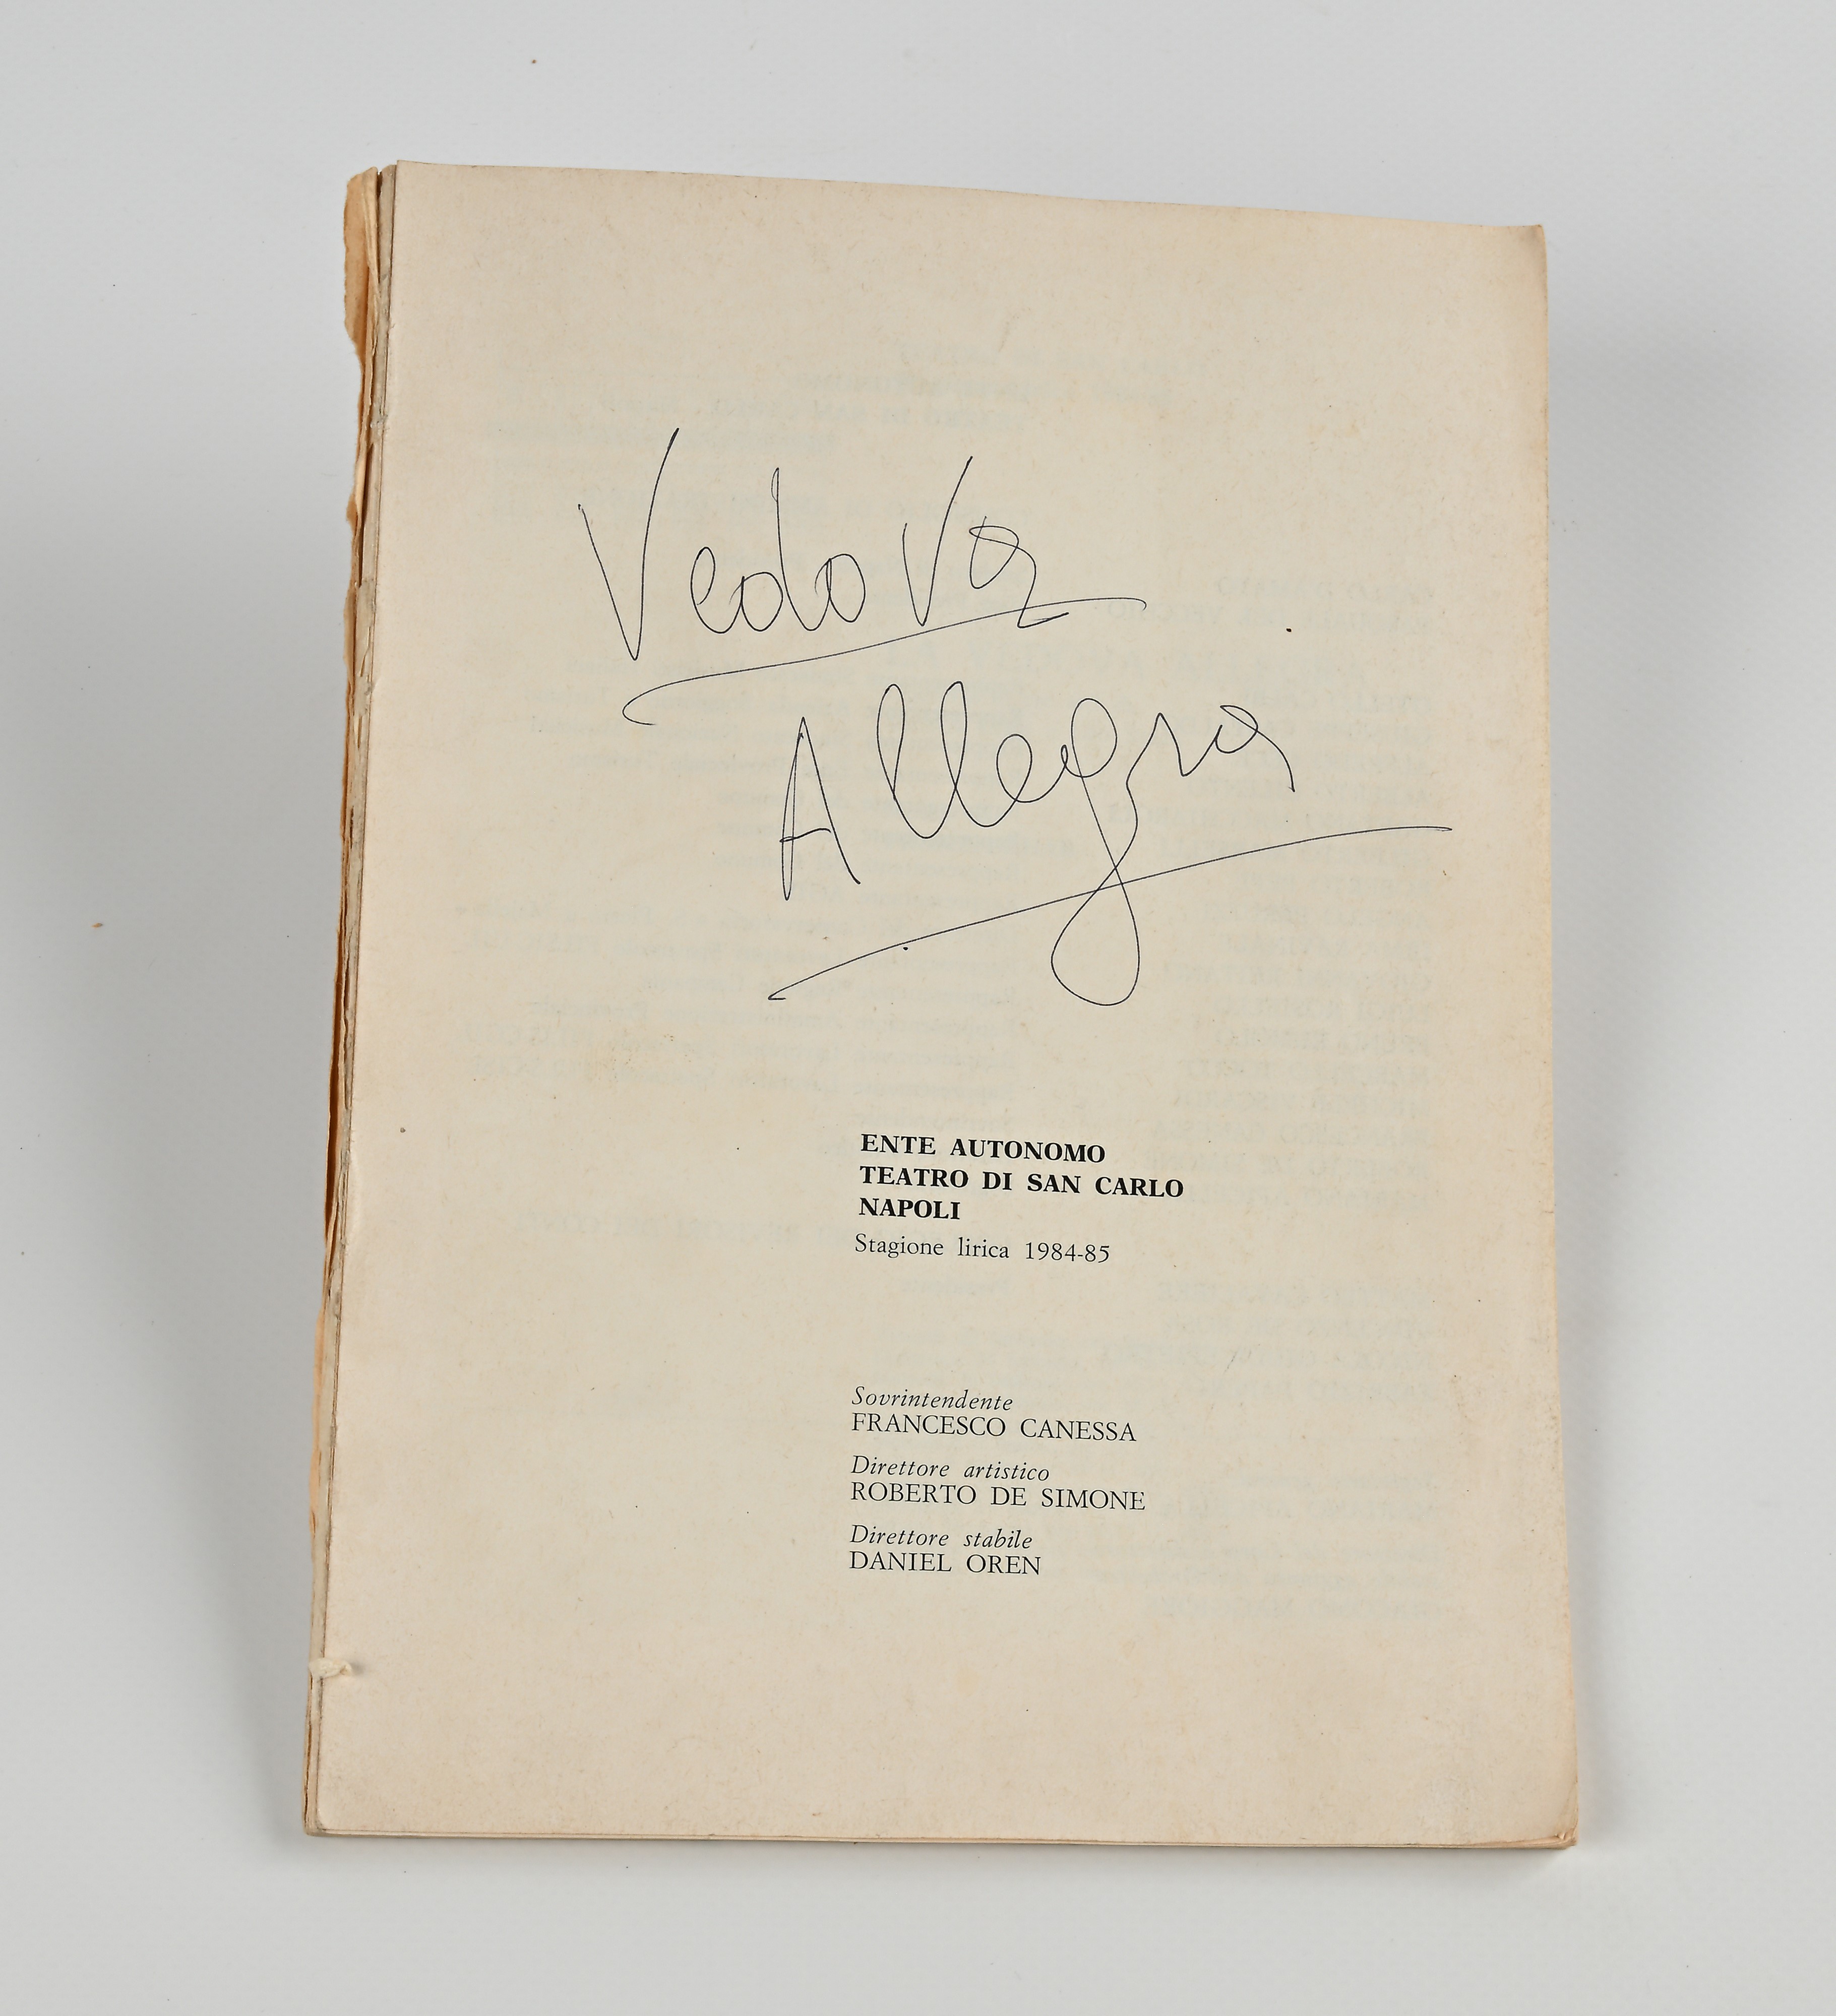 Vedova
Allegra
ENTE AUTONOMO
TEATRO DI SAN CARLO
NAPOLI
Stagione lirica 1984-85
Sovrintendente
FRANCESCO CANESSA
Direttore artistico
ROBERTO DE SIMONE
Direttore stabile
DANIEL OREN